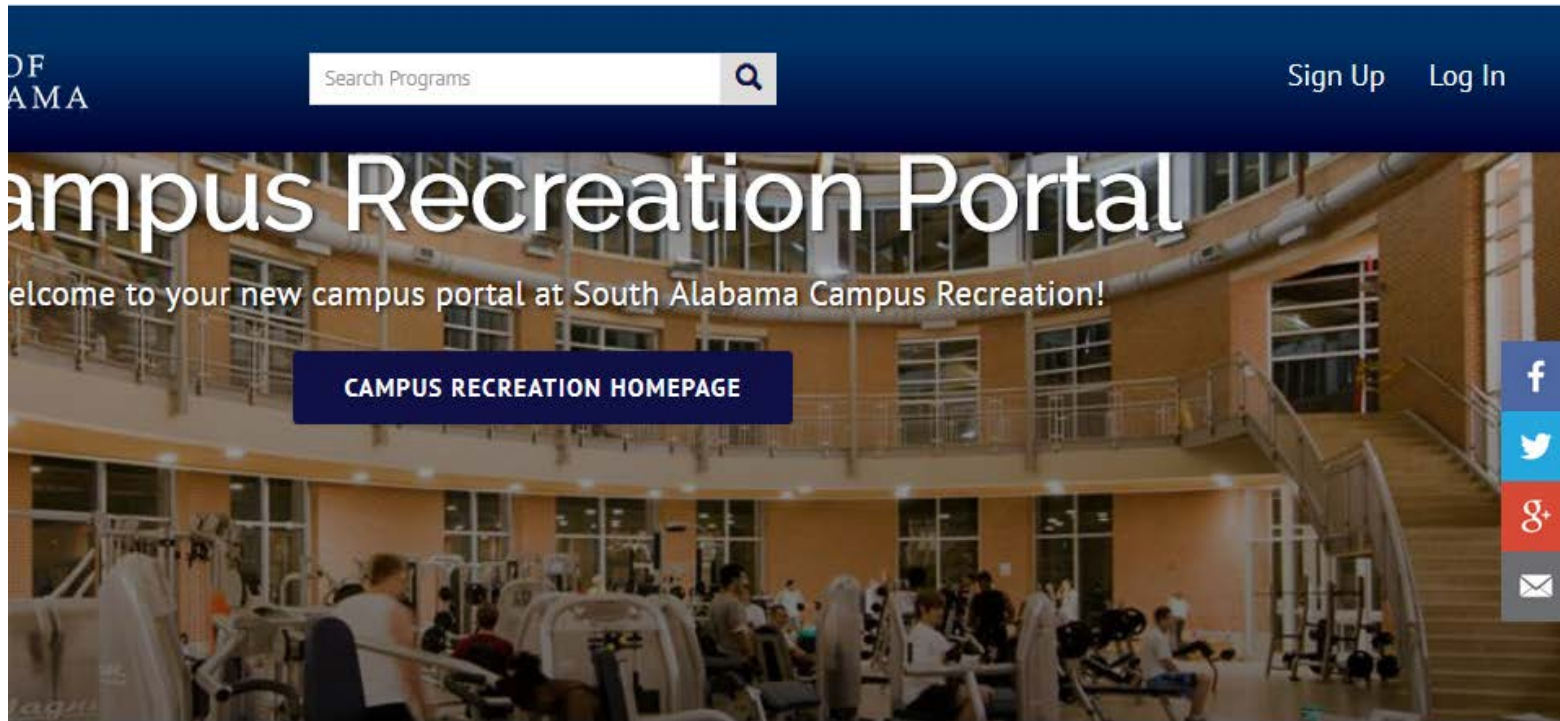 OF
AMA
Search Programs
Sign Up Log In
ampus Recreation Portal
elcome to your new campus portal at South Alabama Campus Recreation!
CAMPUS RECREATION HOMEPAGE
f
g+